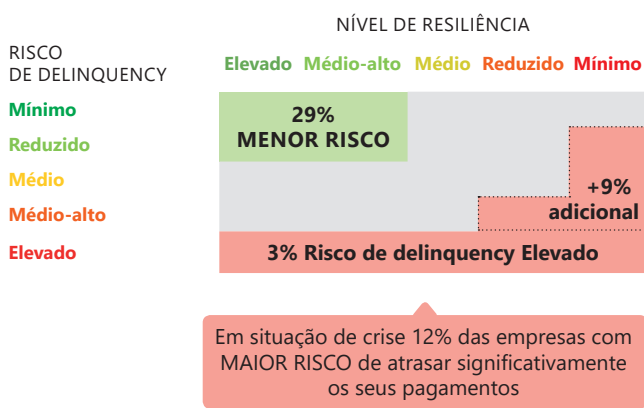 NÍVEL DE RESILIÊNCIA
RISCO
DE DELINQUENCY
Elevado Médio-alto Médio Reduzido Mínimo
Mínimo
Reduzido
Médio
Médio-alto
Elevado
29%
MENOR RISCO
+9%
adicional
3% Risco de delinquency Elevado
Em situação de crise 12% das empresas com
MAIOR RISCO de atrasar significativamente
os seus pagamentos